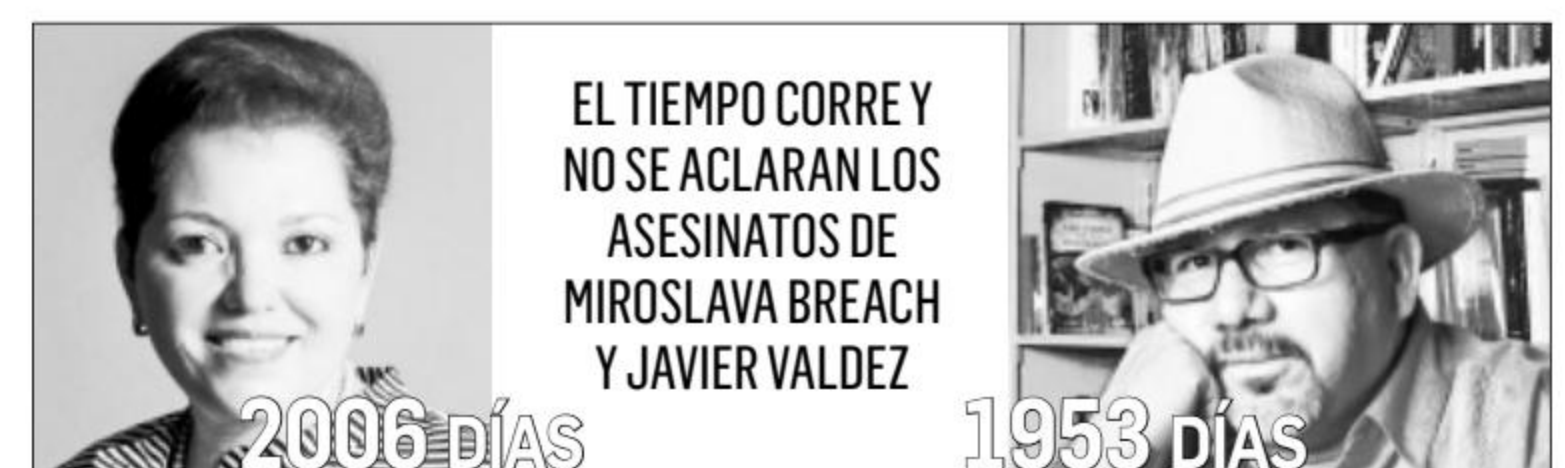 EL TIEMPO CORRE Y
NO SE ACLARAN LOS
ASESINATOS DE
MIROSLAVA BREACH
Y JAVIER VALDEZ
2006 DÍAS
1953 DÍAS